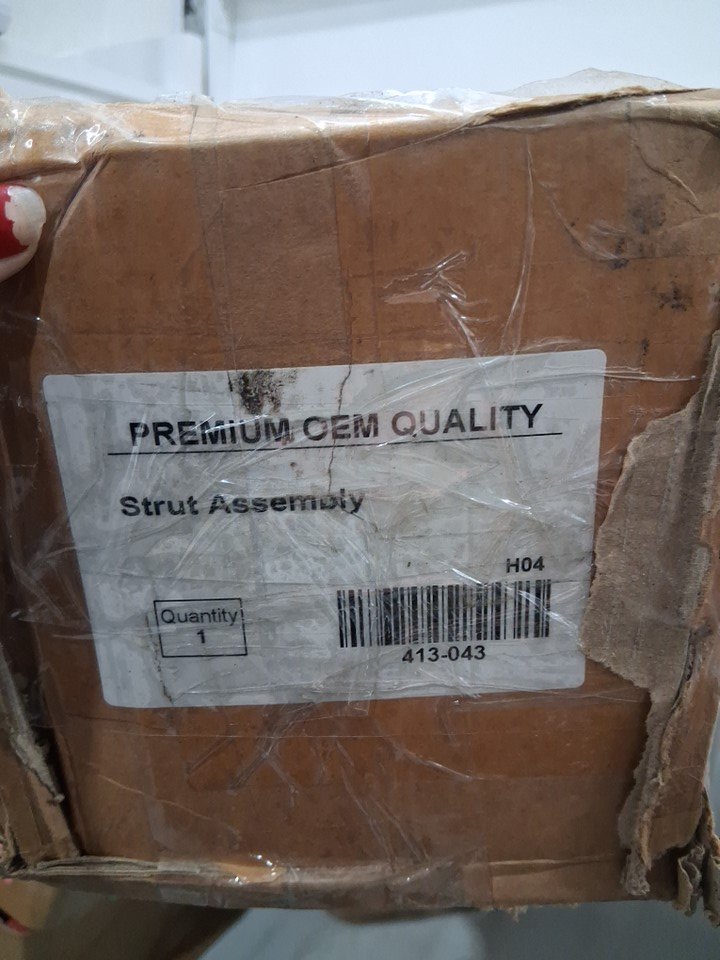 PREMIUM OEM QUALITY
Strut Assembly
H04
Quantity
1
413-043